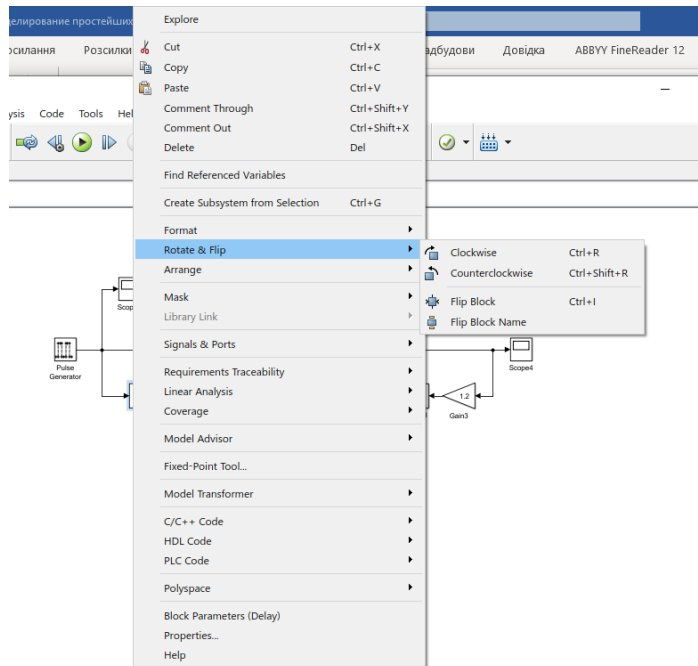 делирование простейших
Explore
осилання Розсилки адбудови Довідка ABBYY FineReader 12
Cut Ctrl+X
Copy Ctrl+C
Paste Ctrl+V
ysis Code Tools Hel
Comment Through Ctrl+Shift+Y
Comment Out Ctrl+Shift+X
Delete Del
Find Referenced Variables
Create Subsystem from Selection Ctrl+G
Format
Rotate & Flip
Clockwise Ctrl+R
Counterclockwise Ctrl+Shift+R
Flip Block Ctrl+I
Flip Block Name
Arrange
Mask
Library Link
Scop
Signals & Ports
Pulse
Generator
Scope4
Requirements Traceability
Linear Analysis
Coverage
1.2
Gain3
Model Advisor
Fixed-Point Tool...
Model Transformer
C/C++ Code
HDL Code
PLC Code
Polyspace
Block Parameters (Delay)
Properties...
Help